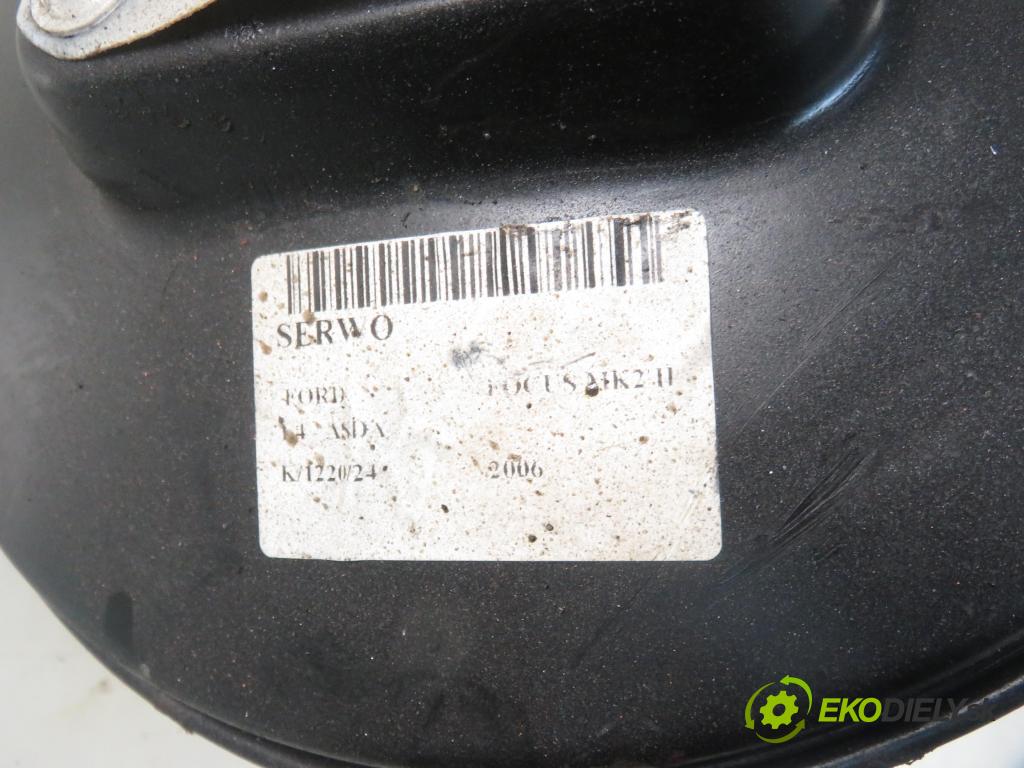 SERWO
FORD FOCUS MK2 II
1.4 ASDA
K/1220/24 2006
EKODIELY.SK